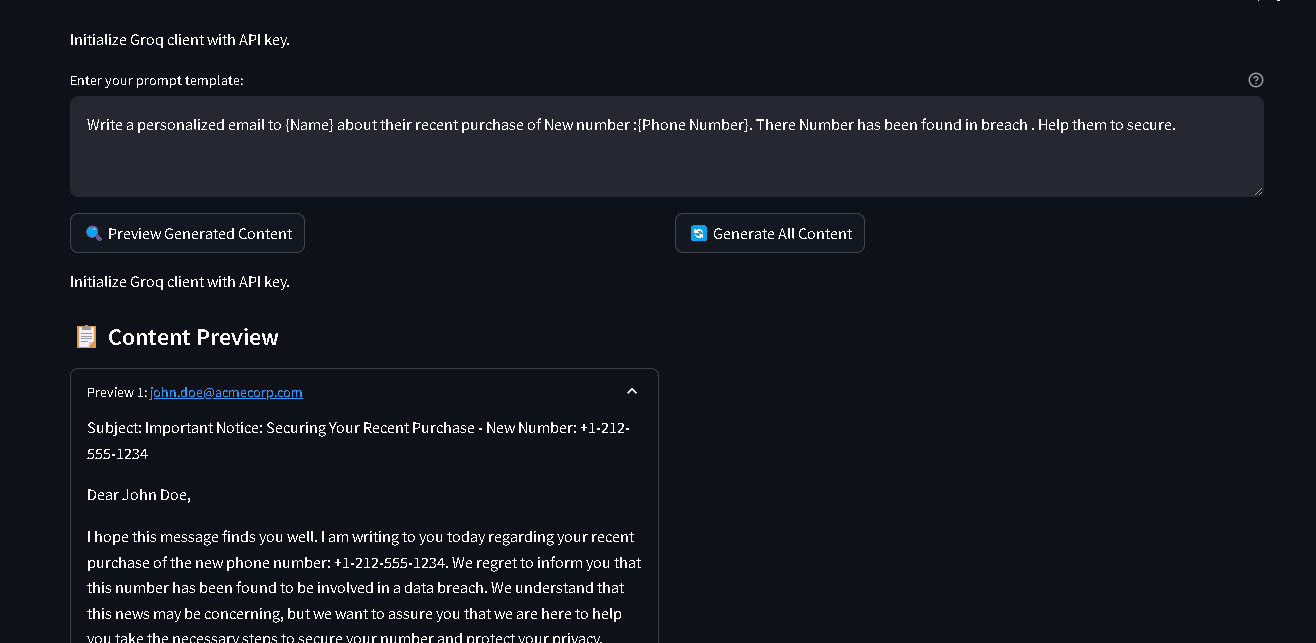 Initialize Groq client with API key.
Enter your prompt template:
Write a personalized email to {Name} about their recent purchase of New number :{Phone Number}. There Number has been found in breach . Help them to secure.
Preview Generated Content
Generate All Content
Initialize Groq client with API key.
Content Preview
Preview 1: john.doe@acmecorp.com
Subject: Important Notice: Securing Your Recent Purchase - New Number: +1-212-
555-1234
Dear John Doe,
I hope this message finds you well. I am writing to you today regarding your recent
purchase of the new phone number: +1-212-555-1234. We regret to inform you that
this number has been found to be involved in a data breach. We understand that
this news may be concerning, but we want to assure you that we are here to help
you take the necessary steps to secure your number and protect your privacy.